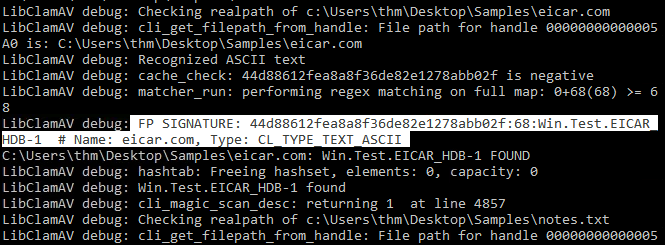 LibClamAV debug: Checking realpath of c:\Users\thm\Desktop\Samples\eicar.com
LibClamAV debug: cli_get_filepath_from_handle: File path for handle 00000000000005
A0 is: C:\Users\thm\Desktop\Samples\eicar.com
LibClamAV debug: Recognized ASCII text
LibClamAV debug: cache_check: 44d88612fea8a8f36de82e1278abb02f is negative
LibClamAV debug: matcher_run: performing regex matching on full map: 0+68(68) >= 6
8
LibClamAV debug: FP SIGNATURE: 44d88612fea8a8f36de82e1278abb02f:68:Win.Test.EICAR_
HDB-1  # Name: eicar.com, Type: CL_TYPE_TEXT_ASCII
C:\Users\thm\Desktop\Samples\eicar.com: Win.Test.EICAR_HDB-1 FOUND
LibClamAV debug: hashtab: Freeing hashset, elements: 0, capacity: 0
LibClamAV debug: Win.Test.EICAR_HDB-1 found
LibClamAV debug: cli_magic_scan_desc: returning 1  at line 4857
LibClamAV debug: Checking realpath of c:\Users\thm\Desktop\Samples\notes.txt
LibClamAV debug: cli_get_filepath_from_handle: File path for handle 00000000000005